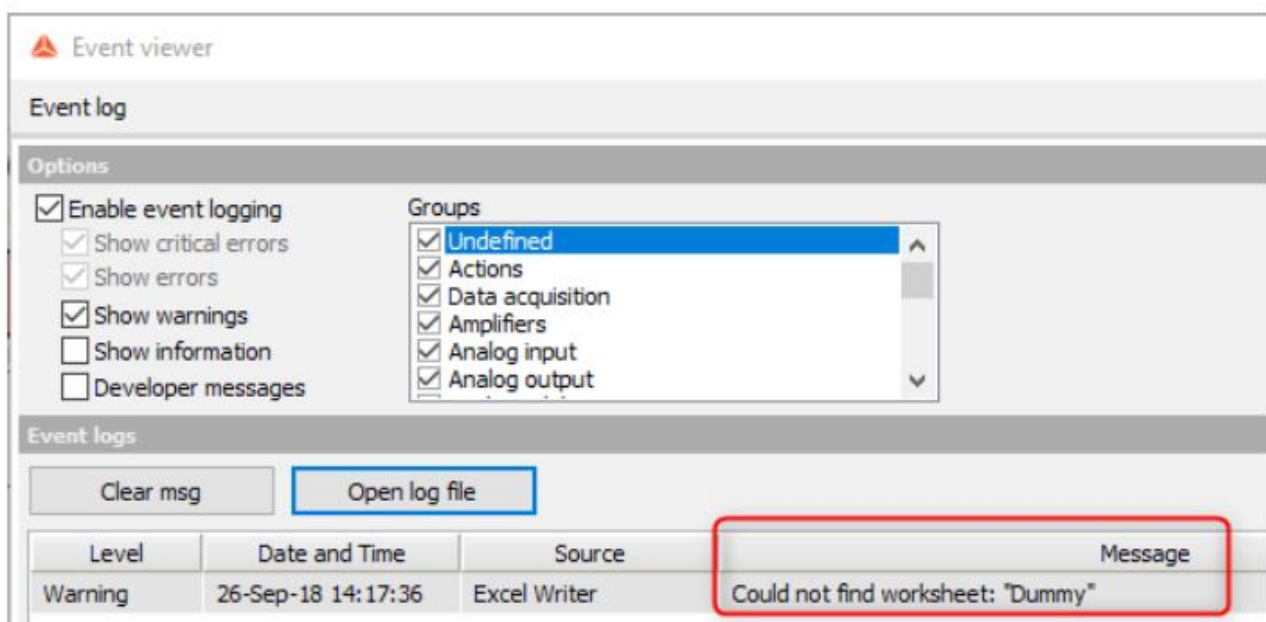 Event viewer
Event log
Options
Enable event logging
Show critical errors
Show errors
Show warnings
Show information
Developer messages
Groups
Undefined
Actions
Data acquisition
Amplifiers
Analog input
Analog output
Event logs
Clear msg Open log file
Level Date and Time Source Message
Warning 26-Sep-18 14:17:36 Excel Writer Could not find worksheet: "Dummy"